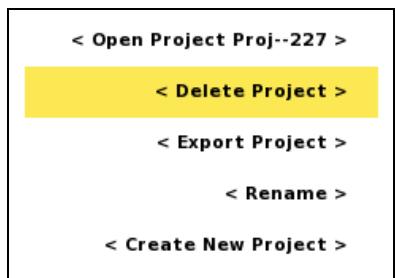 < Open Project Proj--227 >
< Delete Project >
< Export Project >
< Rename >
< Create New Project >